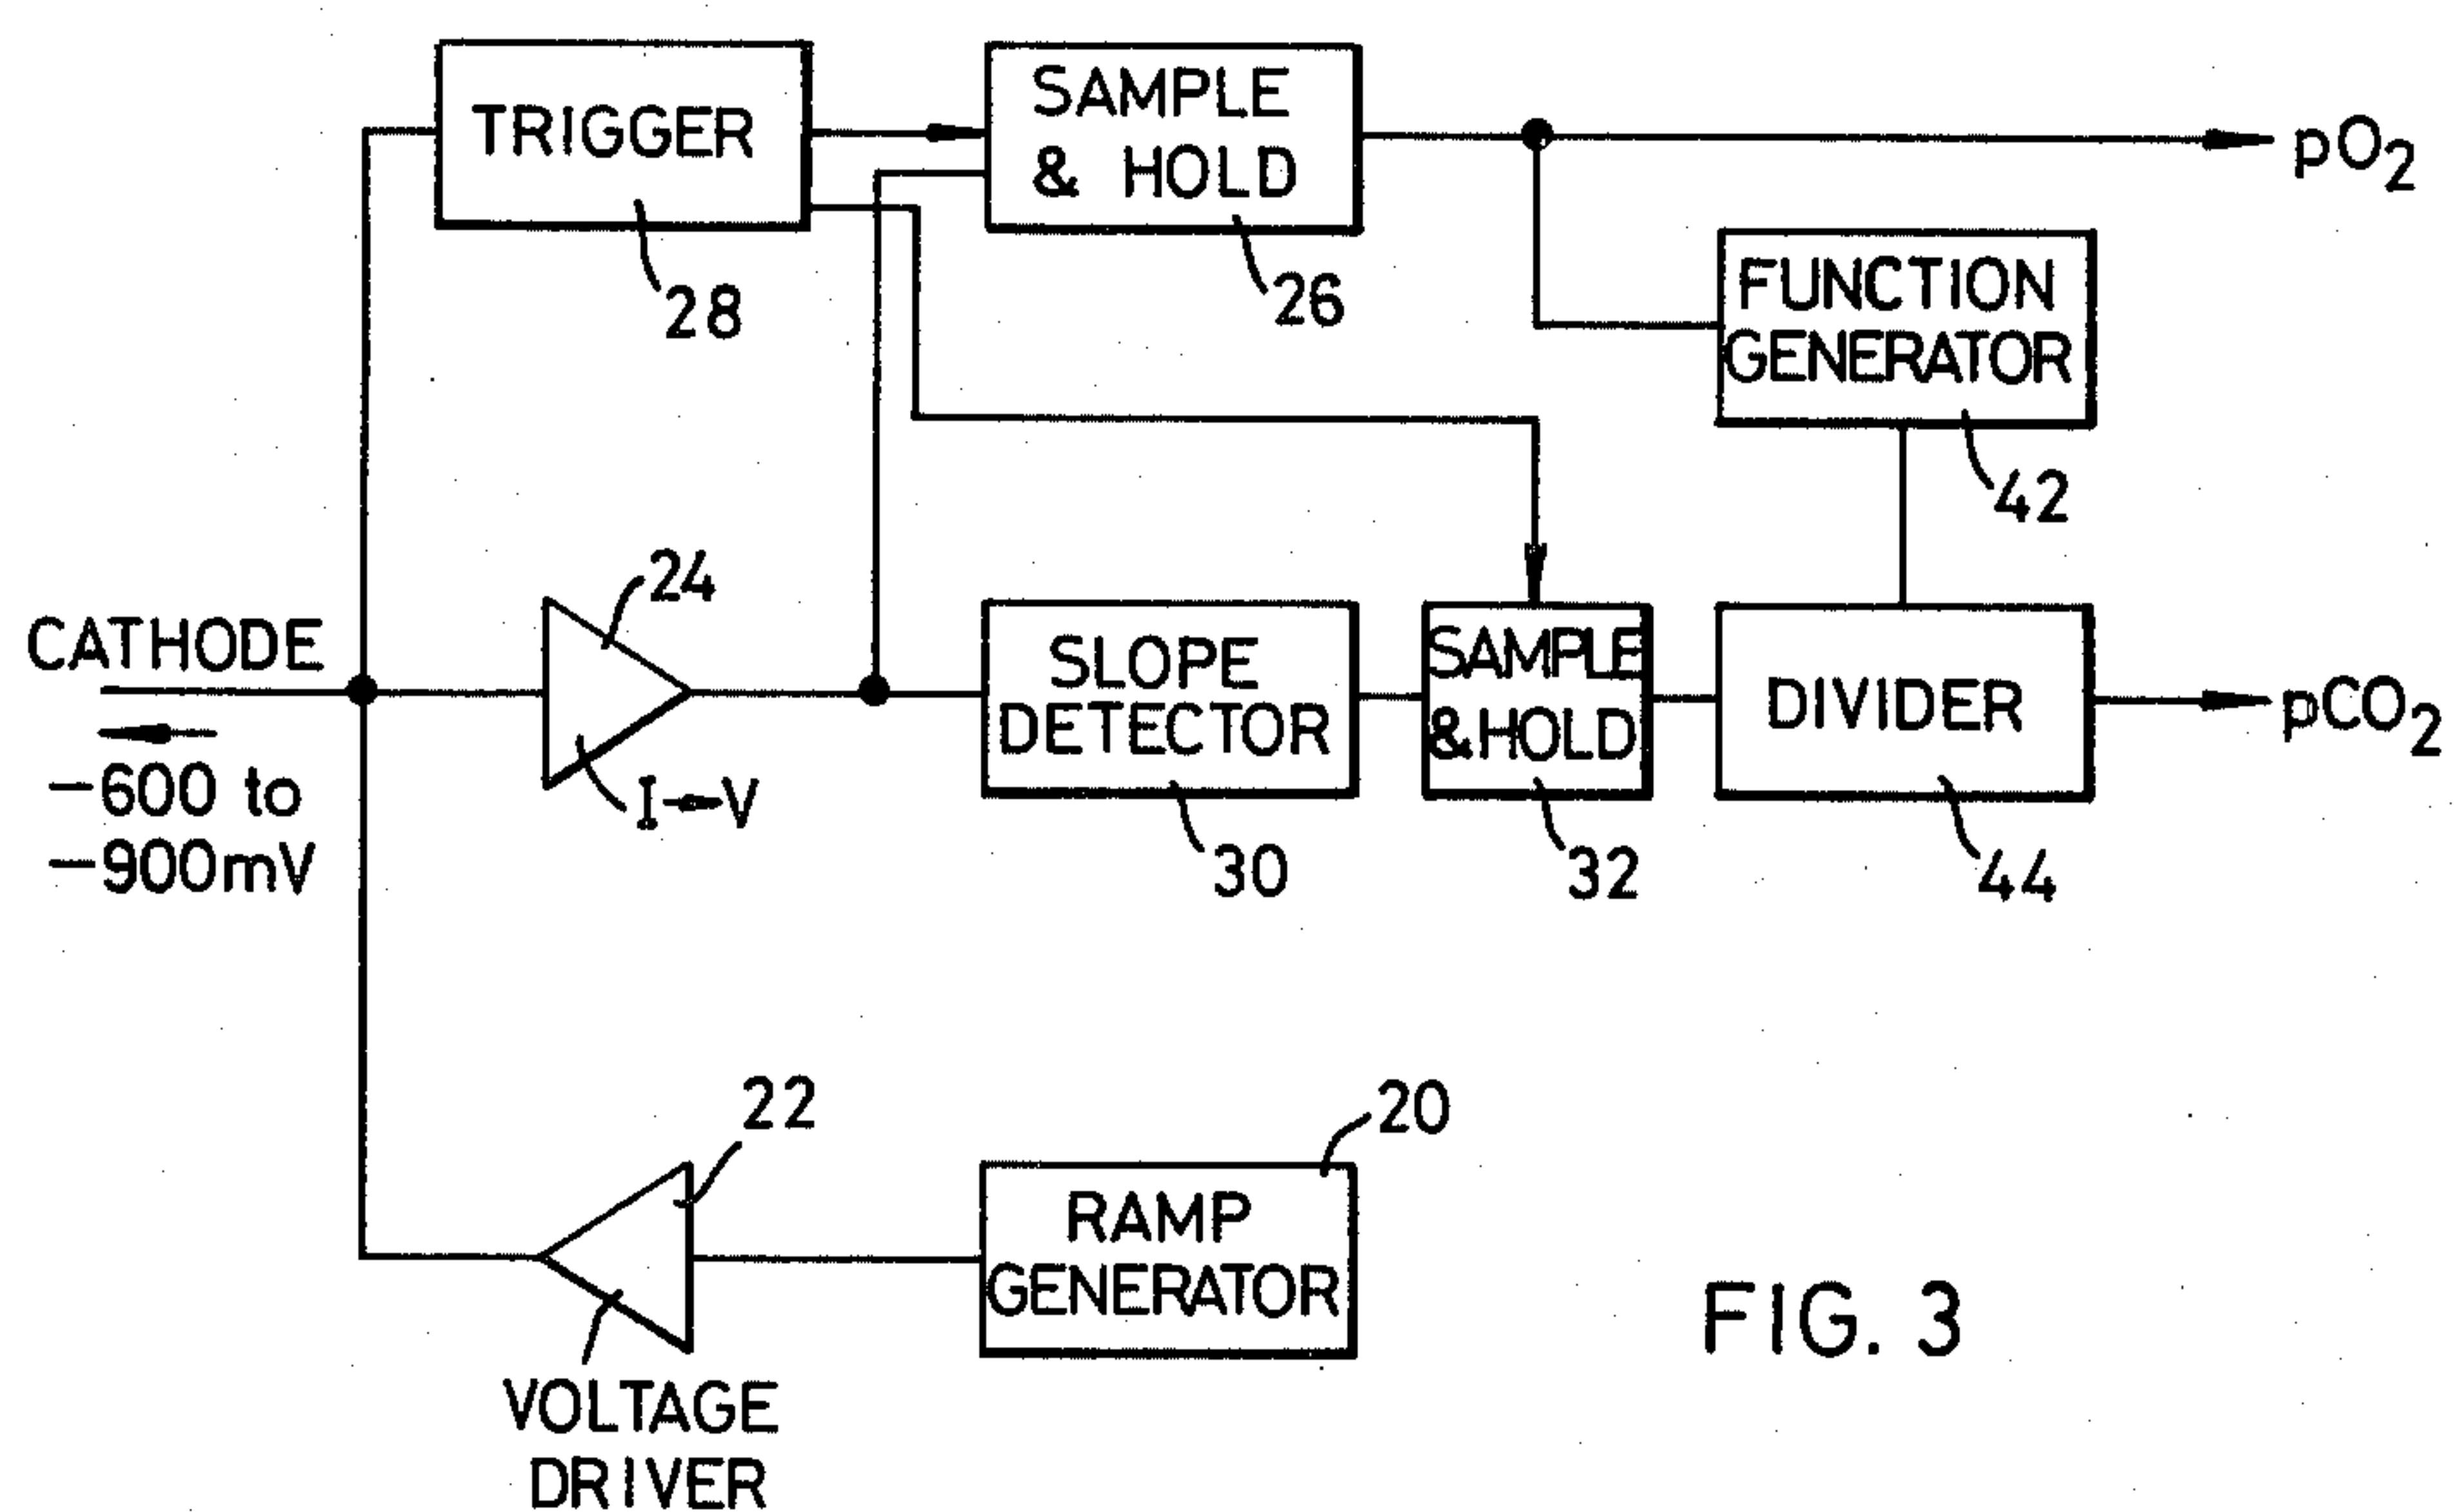 TRIGGER
28
SAMPLE
& HOLD
26
pO₂
FUNCTION
GENERATOR
42
CATHODE
−600 to
−900mV
24
I→V
SLOPE
DETECTOR
30
SAMPLE
&HOLD
32
DIVIDER
44
pCO₂
22
VOLTAGE
DRIVER
20
RAMP
GENERATOR
FIG. 3